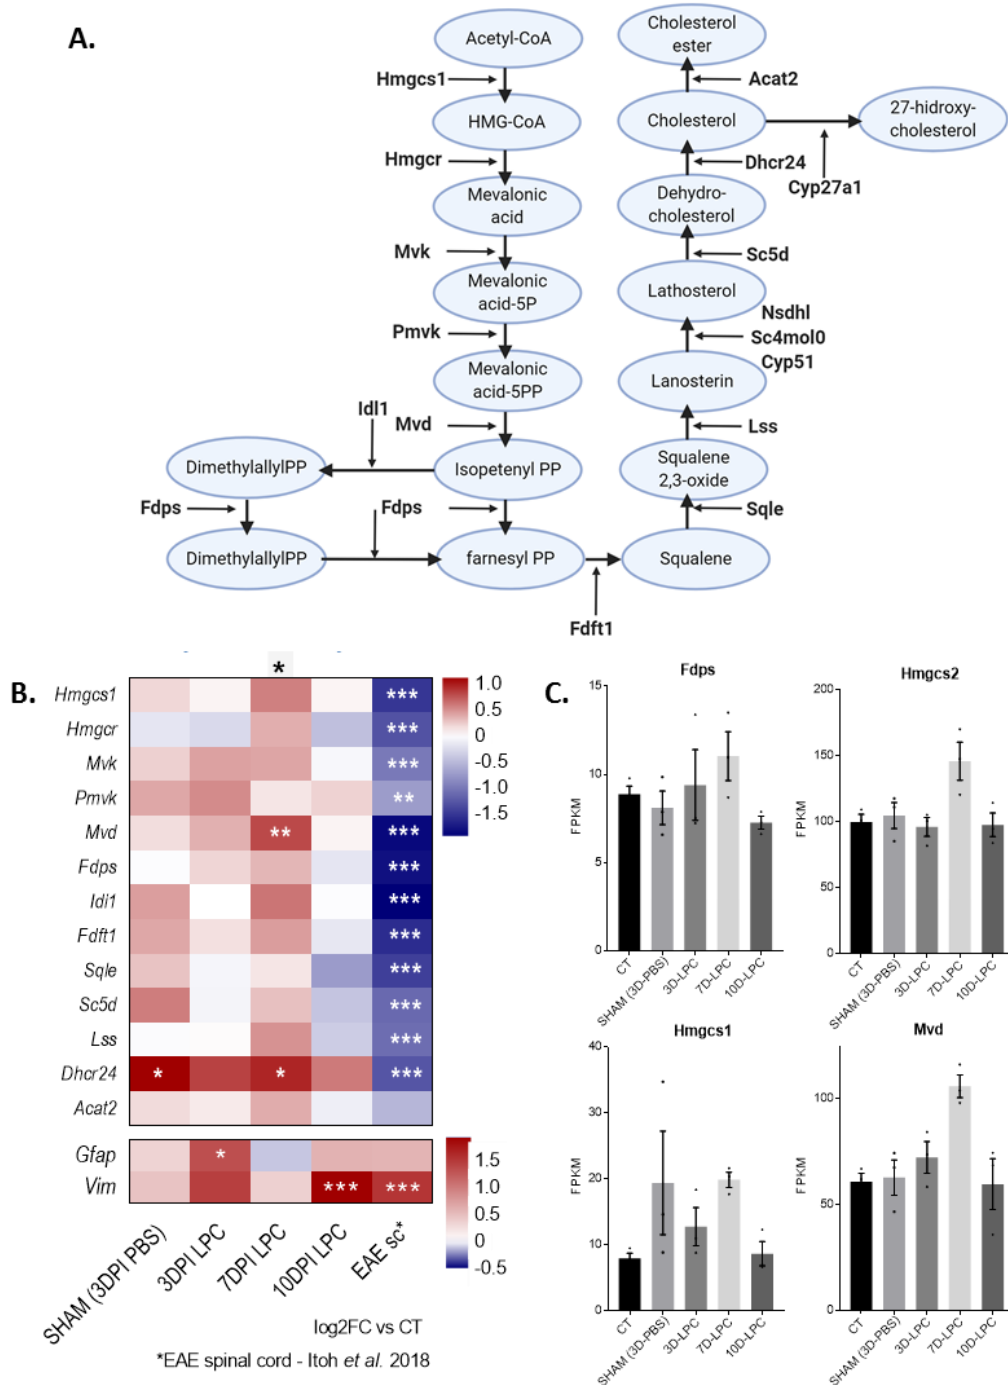 A.
Acetyl-CoA
Hmgcs1
HMG-CoA
Hmgcr
Mevalonic
acid
Mvk
Mevalonic
acid-5P
Pmvk
Mevalonic
acid-5PP
Idl1
Mvd
DimethylallylPP
Isopetenyl PP
Fdps
Fdps
DimethylallylPP
farnesyl PP
Fdft1
Squalene
Sqle
Squalene
2,3-oxide
Lss
Lanosterin
Nsdhl
Sc4mol0
Cyp51
Lathosterol
Sc5d
Dehydro-
cholesterol
Dhcr24
Cholesterol
Cyp27a1
27-hidroxy-
cholesterol
Acat2
Cholesterol
ester
B.
*
Hmgcs1 ***
Hmgcr ***
Mvk ***
Pmvk **
Mvd ** ***
Fdps ***
Idi1 ***
Fdft1 ***
Sqle ***
Sc5d ***
Lss ***
Dhcr24 * * ***
Acat2
1.0
0.5
0
-0.5
-1.0
-1.5
Gfap *
Vim *** ***
1.5
1.0
0.5
0
-0.5
SHAM (3DPI PBS)
3DPI LPC
7DPI LPC
10DPI LPC
EAE sc*
log2FC vs CT
*EAE spinal cord - Itoh et al. 2018
C.
Fdps
15
10
5
0
FPKM
CT
SHAM (3D-PBS)
3D-LPC
7D-LPC
10D-LPC
Hmgcs2
200
150
100
50
0
FPKM
CT
SHAM (3D-PBS)
3D-LPC
7D-LPC
10D-LPC
Hmgcs1
40
30
20
10
0
FPKM
CT
SHAM (3D-PBS)
3D-LPC
7D-LPC
10D-LPC
Mvd
100
50
0
FPKM
CT
SHAM (3D-PBS)
3D-LPC
7D-LPC
10D-LPC